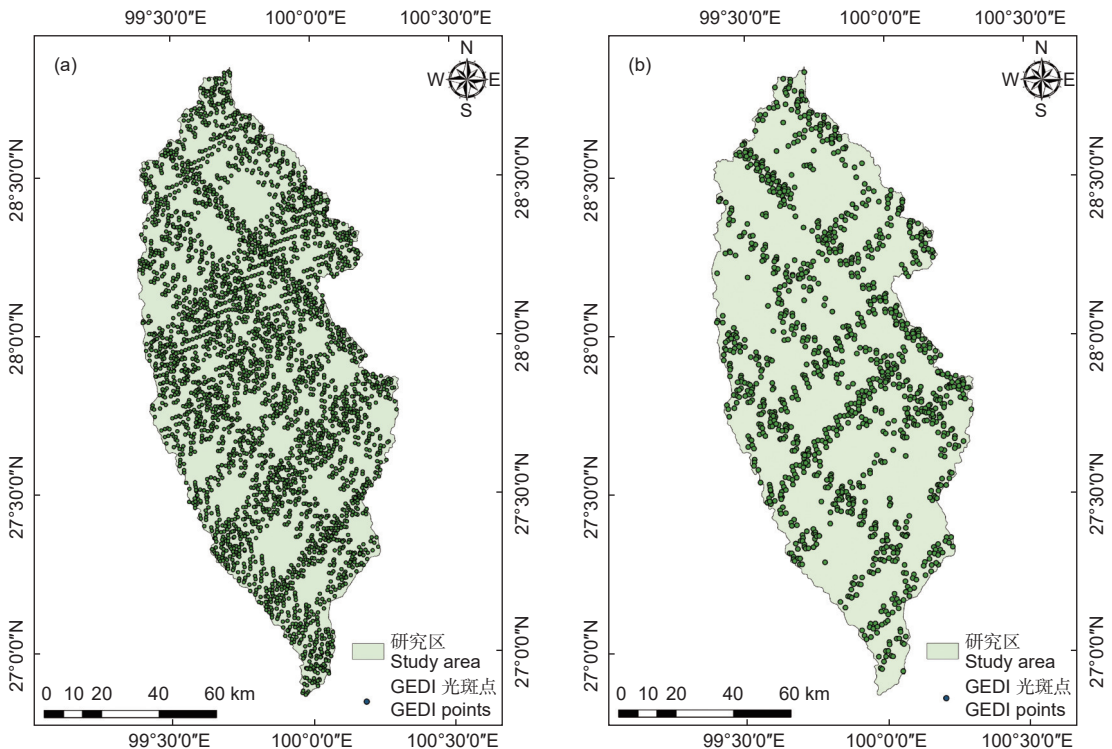 99°30′0″E 100°0′0″E 100°30′0″E
99°30′0″E 100°0′0″E 100°30′0″E
(a)
N
W E
S
28°30′0″N
28°0′0″N
27°30′0″N
27°0′0″N
28°30′0″N
28°0′0″N
27°30′0″N
27°0′0″N
研究区
Study area
GEDI 光斑点
GEDI points
0 10 20 40 60 km
99°30′0″E 100°0′0″E 100°30′0″E
(b)
N
W E
S
28°30′0″N
28°0′0″N
27°30′0″N
27°0′0″N
28°30′0″N
28°0′0″N
27°30′0″N
27°0′0″N
研究区
Study area
GEDI 光斑点
GEDI points
0 10 20 40 60 km
99°30′0″E 100°0′0″E 100°30′0″E